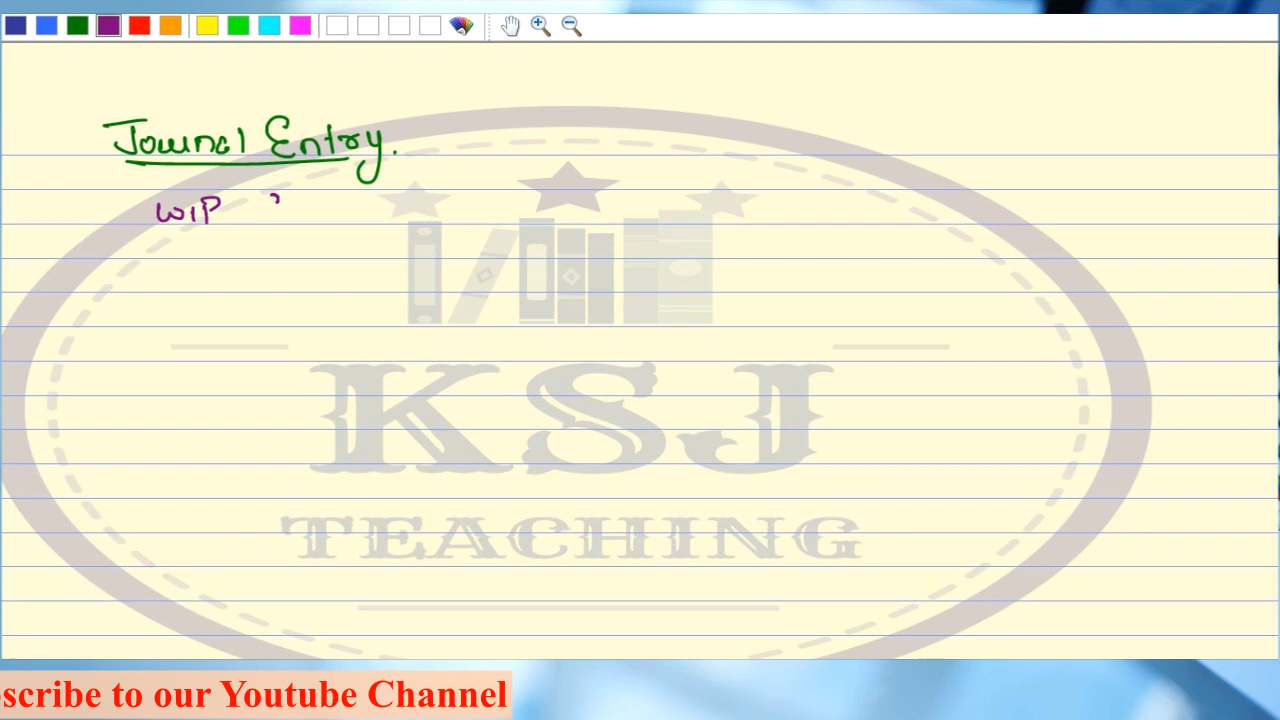 Journal Entry.
WIP
KSJ
TEACHING
scribe to our Youtube Channel